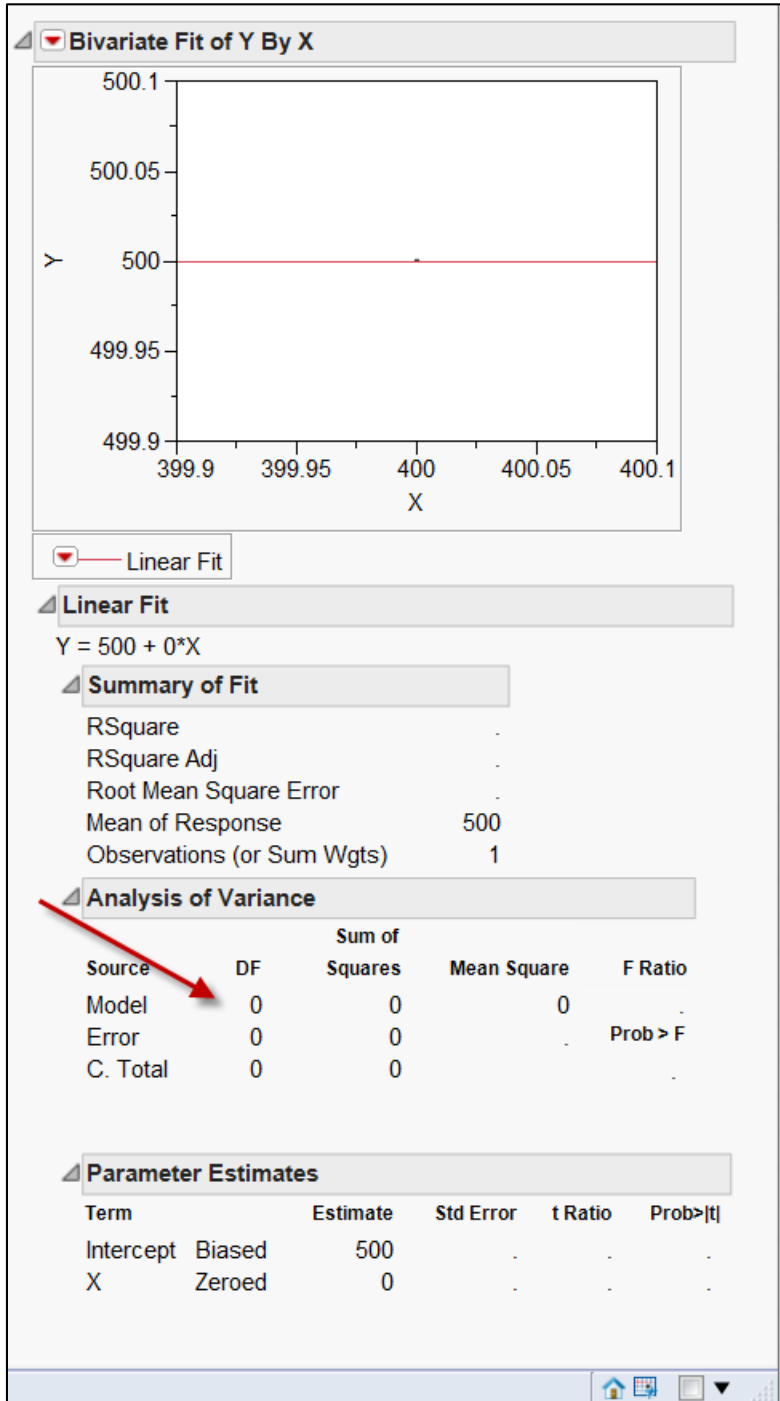 Bivariate Fit of Y By X
500.1
500.05
Y 500
499.95
499.9
399.9 399.95 400 400.05 400.1
X
Linear Fit
Linear Fit
Y = 500 + 0*X
Summary of Fit
RSquare .
RSquare Adj .
Root Mean Square Error .
Mean of Response 500
Observations (or Sum Wgts) 1
Analysis of Variance
Sum of
Source DF Squares Mean Square F Ratio
Model 0 0 0 .
Error 0 0 . Prob > F
C. Total 0 0 .
Parameter Estimates
Term Estimate Std Error t Ratio Prob>|t|
Intercept Biased 500 . . .
X Zeroed 0 . . .